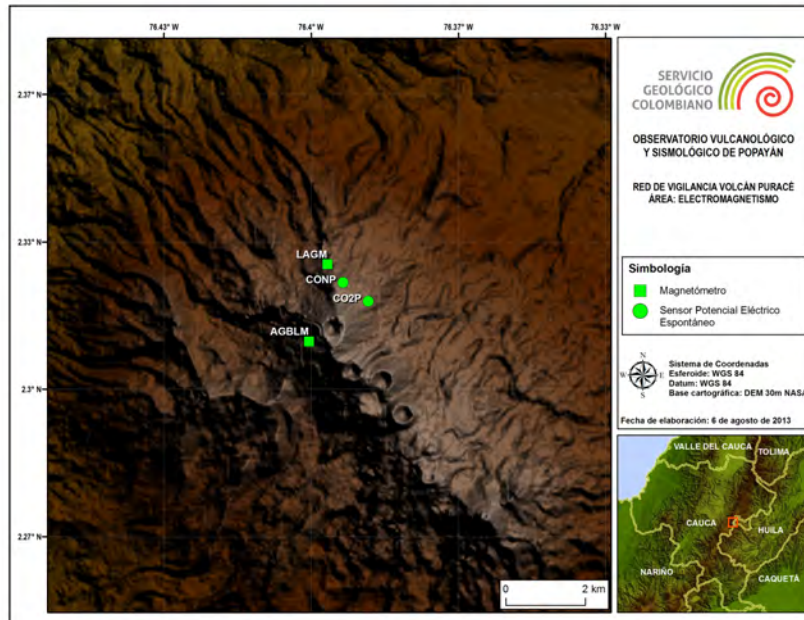 76.43° W
76.4° W
76.37° W
76.33° W
2.37° N
2.33° N
2.3° N
2.27° N
LAGM
CONP
CO2P
AGBLM
0 2 km
SERVICIO
GEOLÓGICO
COLOMBIANO
OBSERVATORIO VULCANOLÓGICO
Y SISMOLÓGICO DE POPAYÁN
RED DE VIGILANCIA VOLCÁN PURACÉ
ÁREA: ELECTROMAGNETISMO
Simbología
Magnetómetro
Sensor Potencial Eléctrico
Espontáneo
N
W E
S
Sistema de Coordenadas
Esferoide: WGS 84
Datum: WGS 84
Base cartográfica: DEM 30m NASA
Fecha de elaboración: 6 de agosto de 2013
VALLE DEL CAUCA
TOLIMA
CAUCA
HUILA
NARIÑO
CAQUETÁ